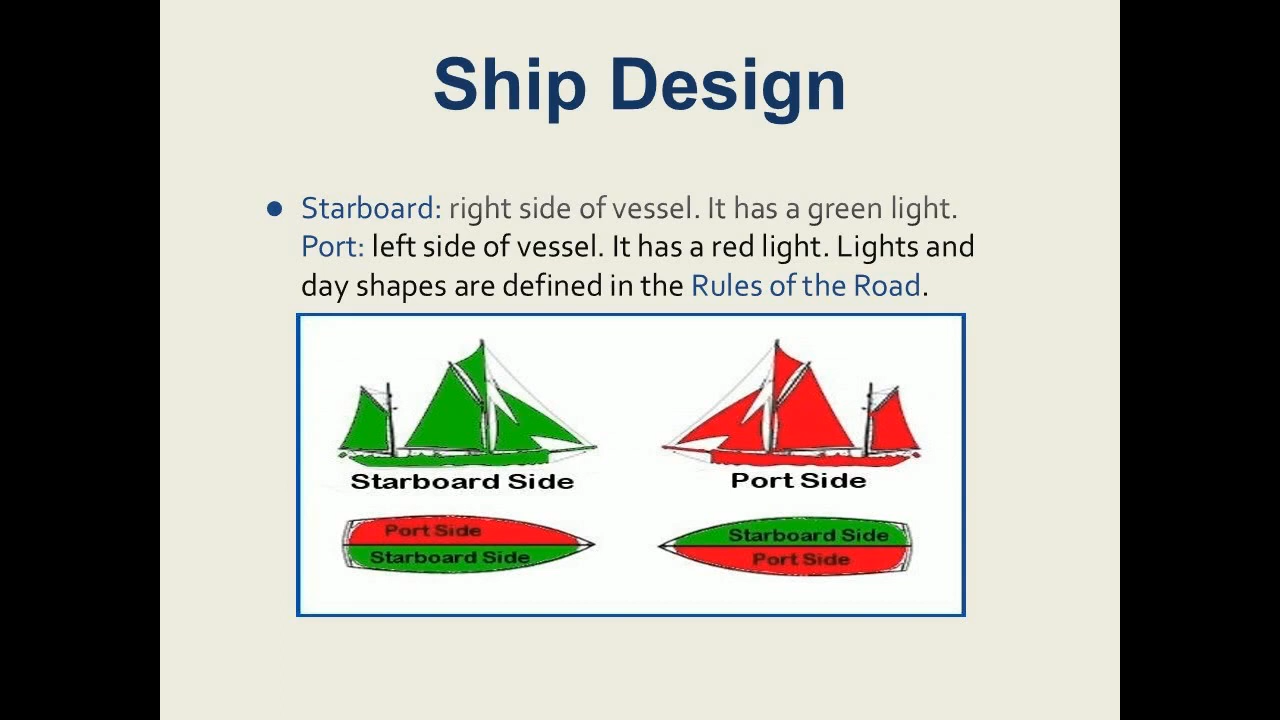 Ship Design
● Starboard: right side of vessel. It has a green light.
Port: left side of vessel. It has a red light. Lights and
day shapes are defined in the Rules of the Road.
Starboard Side
Port Side
Port Side
Starboard Side
Starboard Side
Port Side